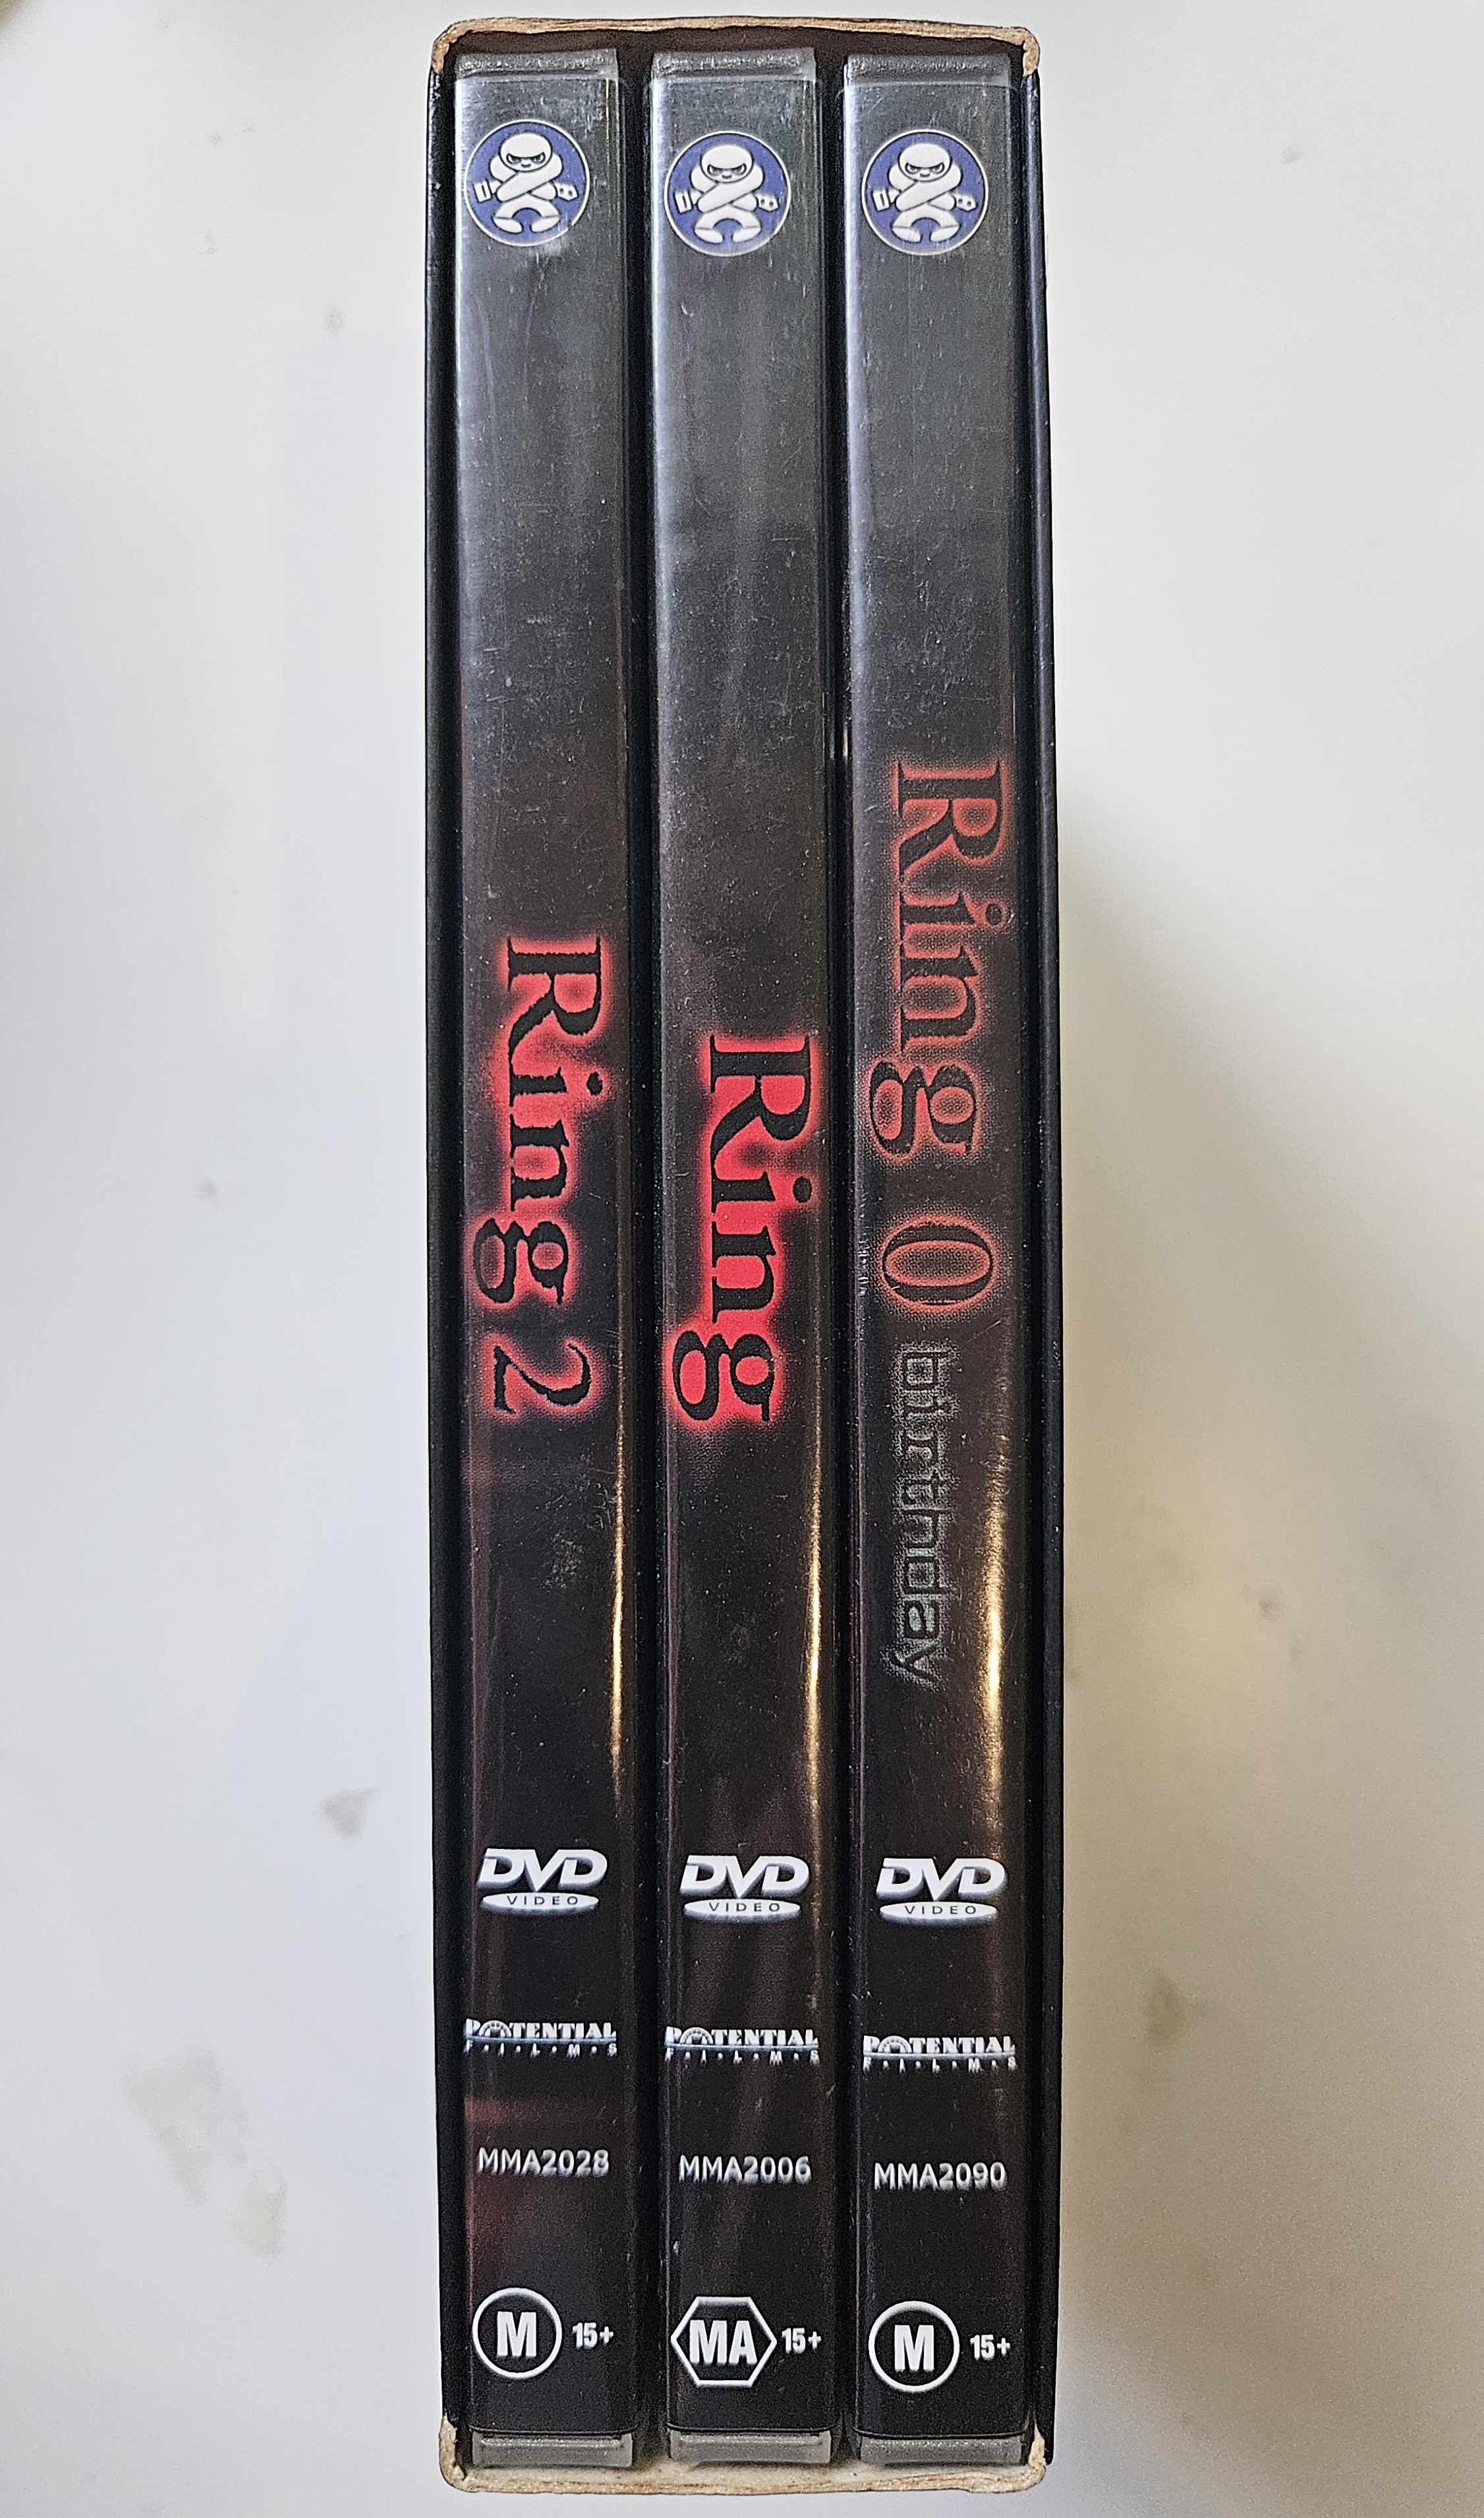 Ring 2
DVD
VIDEO
POTENTIAL
FILMS
MMA2028
M 15+
Ring
DVD
VIDEO
POTENTIAL
FILMS
MMA2006
MA 15+
Ring 0 birthday
DVD
VIDEO
POTENTIAL
FILMS
MMA2090
M 15+